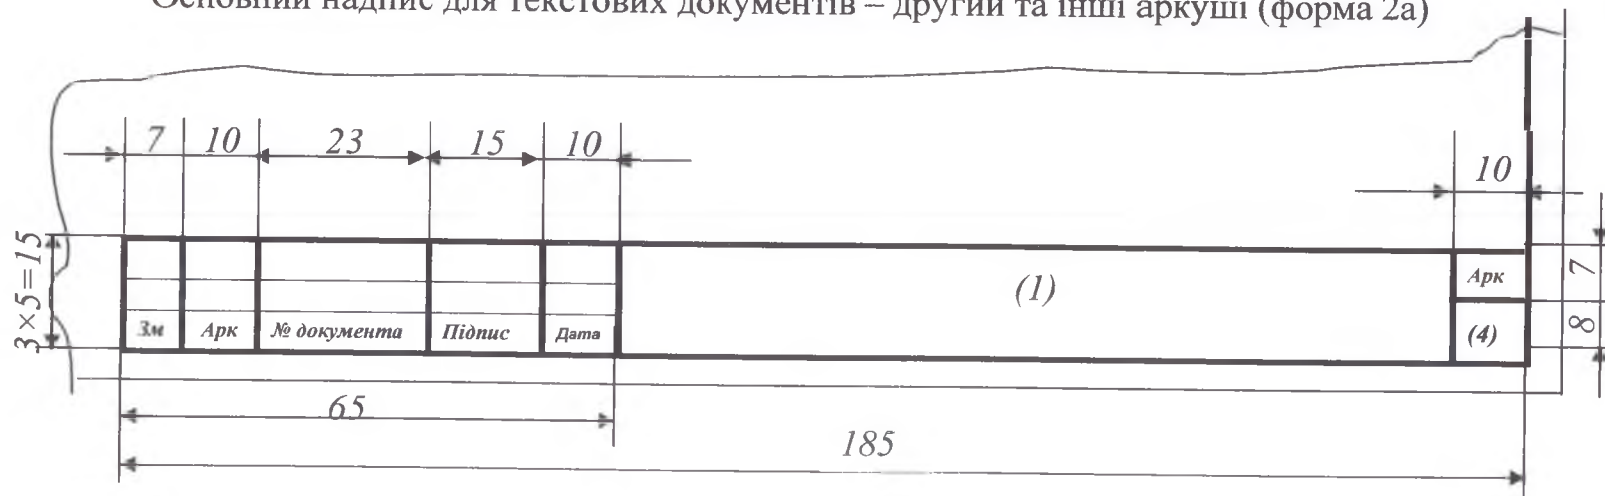 Основний надпис для текстових документів – другий та інші аркуші (форма 2а)
7 10 23 15 10
10
3×5=15
(1)
Арк
7
Зм Арк № документа Підпис Дата
(4)
8
65
185